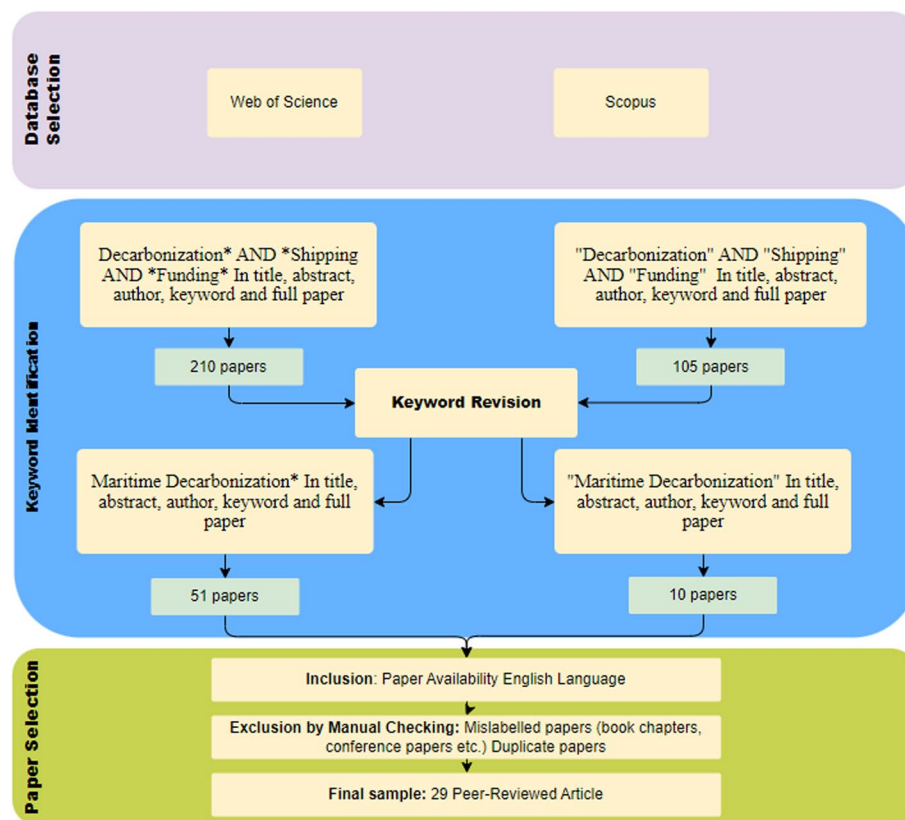 Database
Selection
Web of Science
Scopus
Keyword Identification
Decarbonization* AND *Shipping
AND *Funding* In title, abstract,
author, keyword and full paper
"Decarbonization" AND "Shipping"
AND "Funding" In title, abstract,
author, keyword and full paper
210 papers
105 papers
Keyword Revision
Maritime Decarbonization* In title,
abstract, author, keyword and full
paper
"Maritime Decarbonization" In title,
abstract, author, keyword and full
paper
51 papers
10 papers
Paper Selection
Inclusion: Paper Availability English Language
Exclusion by Manual Checking: Mislabelled papers (book chapters,
conference papers etc.) Duplicate papers
Final sample: 29 Peer-Reviewed Article